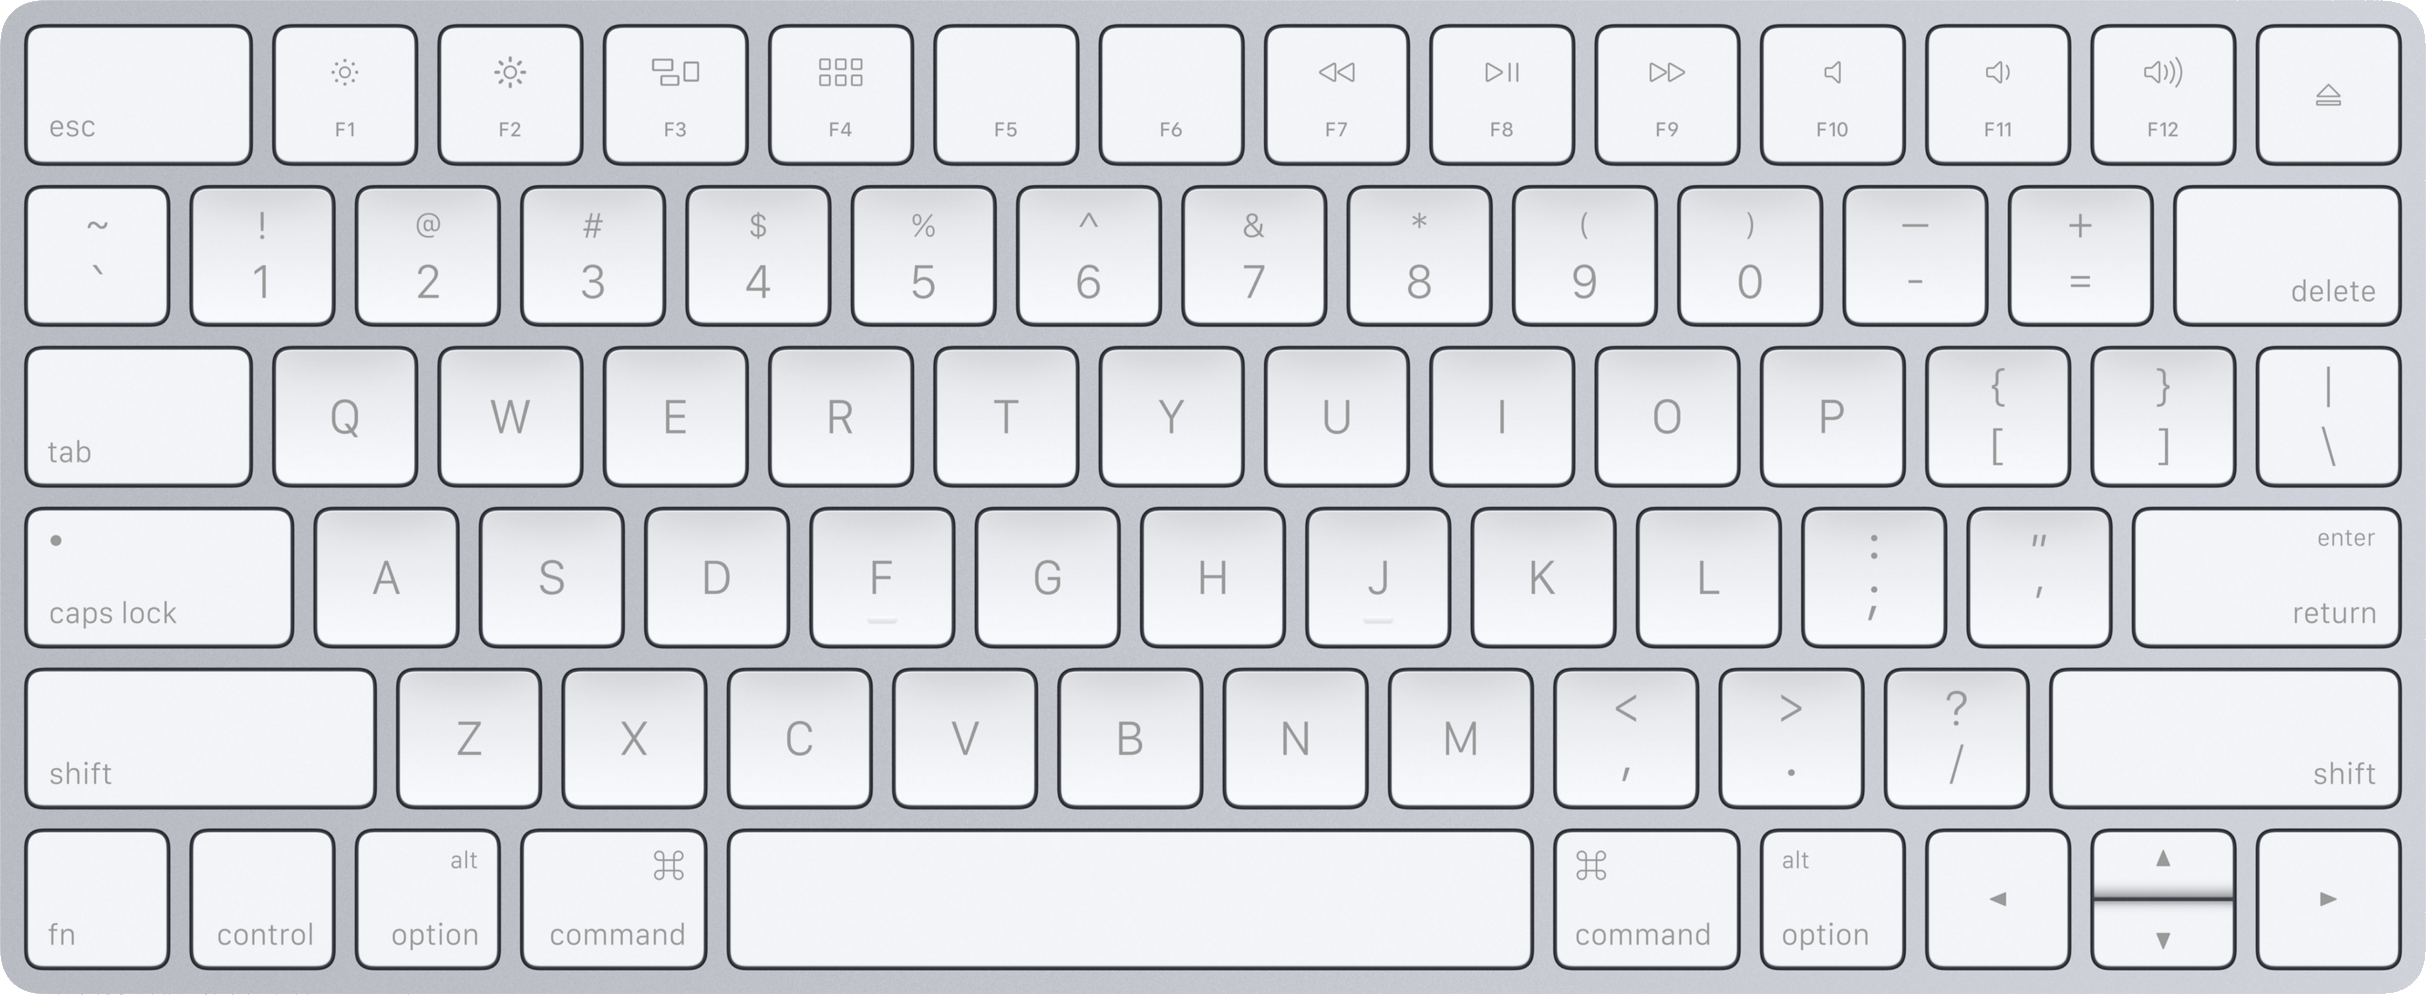 esc F1 F2 F3 F4 F5 F6 F7 F8 F9 F10 F11 F12
~ ! @ # $ % ^ & * ( ) — +
` 1 2 3 4 5 6 7 8 9 0 - = delete
tab Q W E R T Y U I O P { [ } ] | \
caps lock A S D F G H J K L : ; " ' enter return
shift Z X C V B N M < , > . ? / shift
fn control alt option ⌘ command ⌘ command alt option ◀ ▲ ▼ ▶